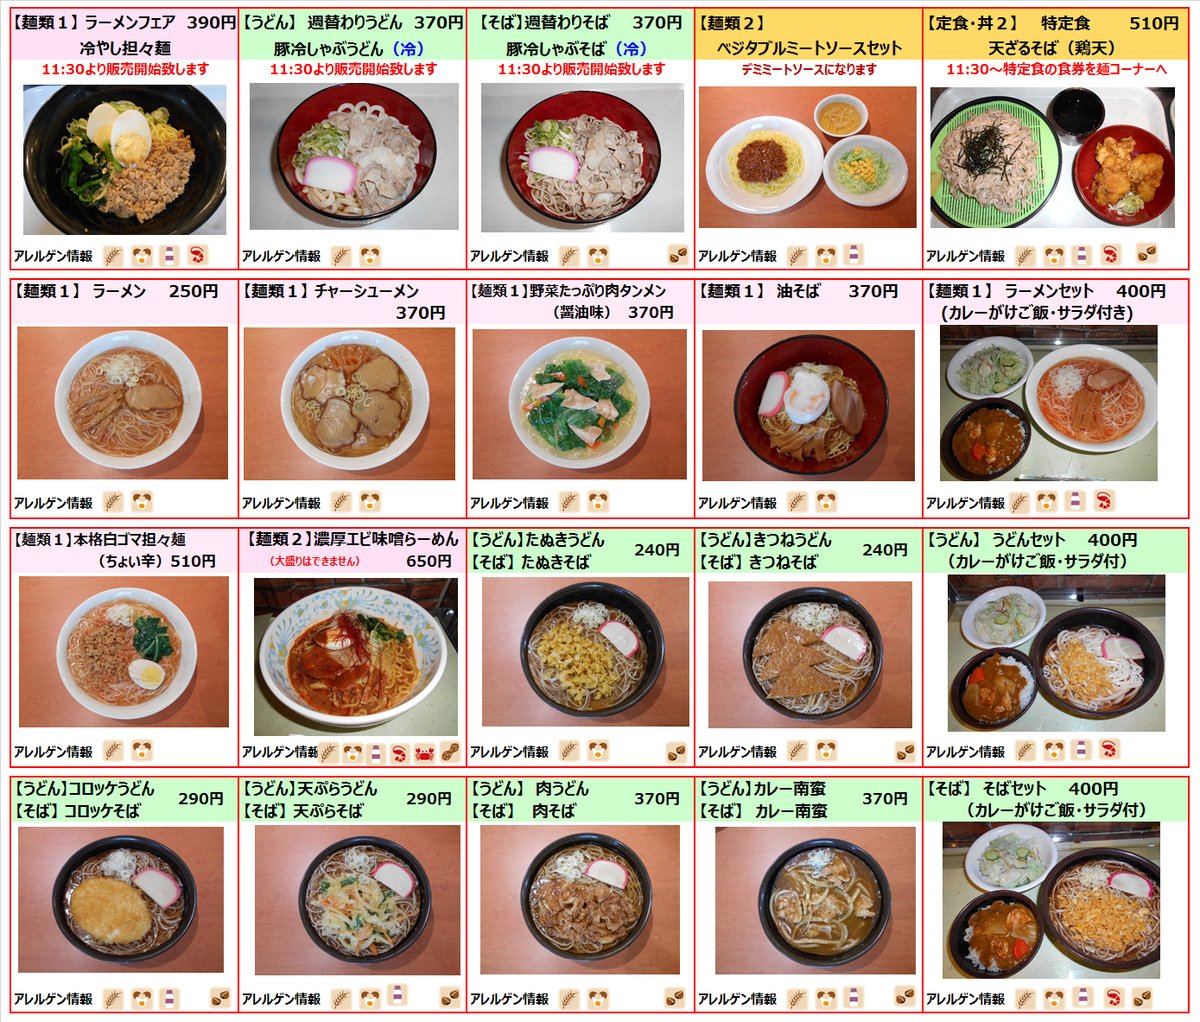 【麺類１】ラーメンフェア 390円
冷やし担々麺
11:30より販売開始致します
アレルゲン情報
【うどん】 週替わりうどん 370円
豚冷しゃぶうどん（冷）
11:30より販売開始致します
アレルゲン情報
【そば】週替わりそば 370円
豚冷しゃぶそば（冷）
11:30より販売開始致します
アレルゲン情報
【麺類２】
ベジタブルミートソースセット
デミミートソースになります
アレルゲン情報
【定食・丼２】 特定食 510円
天ざるそば（鶏天）
11:30～特定食の食券を麺コーナーへ
アレルゲン情報
【麺類１】 ラーメン 250円
アレルゲン情報
【麺類１】 チャーシューメン
370円
アレルゲン情報
【麺類１】野菜たっぷり肉タンメン
（醤油味） 370円
アレルゲン情報
【麺類１】 油そば 370円
アレルゲン情報
【麺類１】 ラーメンセット 400円
(カレーがけご飯・サラダ付き)
アレルゲン情報
【麺類１】本格白ゴマ担々麺
（ちょい辛）510円
アレルゲン情報
【麺類２】濃厚エビ味噌らーめん
（大盛りはできません） 650円
アレルゲン情報
【うどん】たぬきうどん
【そば】 たぬきそば
240円
アレルゲン情報
【うどん】きつねうどん
【そば】 きつねそば
240円
アレルゲン情報
【うどん】 うどんセット 400円
（カレーがけご飯・サラダ付）
アレルゲン情報
【うどん】コロッケうどん
【そば】 コロッケそば
290円
アレルゲン情報
【うどん】天ぷらうどん
【そば】 天ぷらそば
290円
アレルゲン情報
【うどん】 肉うどん
【そば】 肉そば
370円
アレルゲン情報
【うどん】カレー南蛮
【そば】 カレー南蛮
370円
アレルゲン情報
【そば】 そばセット 400円
（カレーがけご飯・サラダ付）
アレルゲン情報